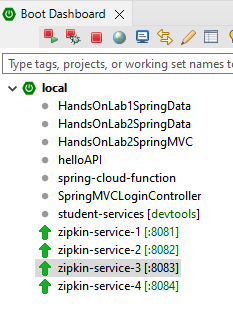 Boot Dashboard
Type tags, projects, or working set names to
local
HandsOnLab1SpringData
HandsOnLab2SpringData
HandsOnLab2SpringMVC
helloAPI
spring-cloud-function
SpringMVCLoginController
student-services [devtools]
zipkin-service-1 [:8081]
zipkin-service-2 [:8082]
zipkin-service-3 [:8083]
zipkin-service-4 [:8084]